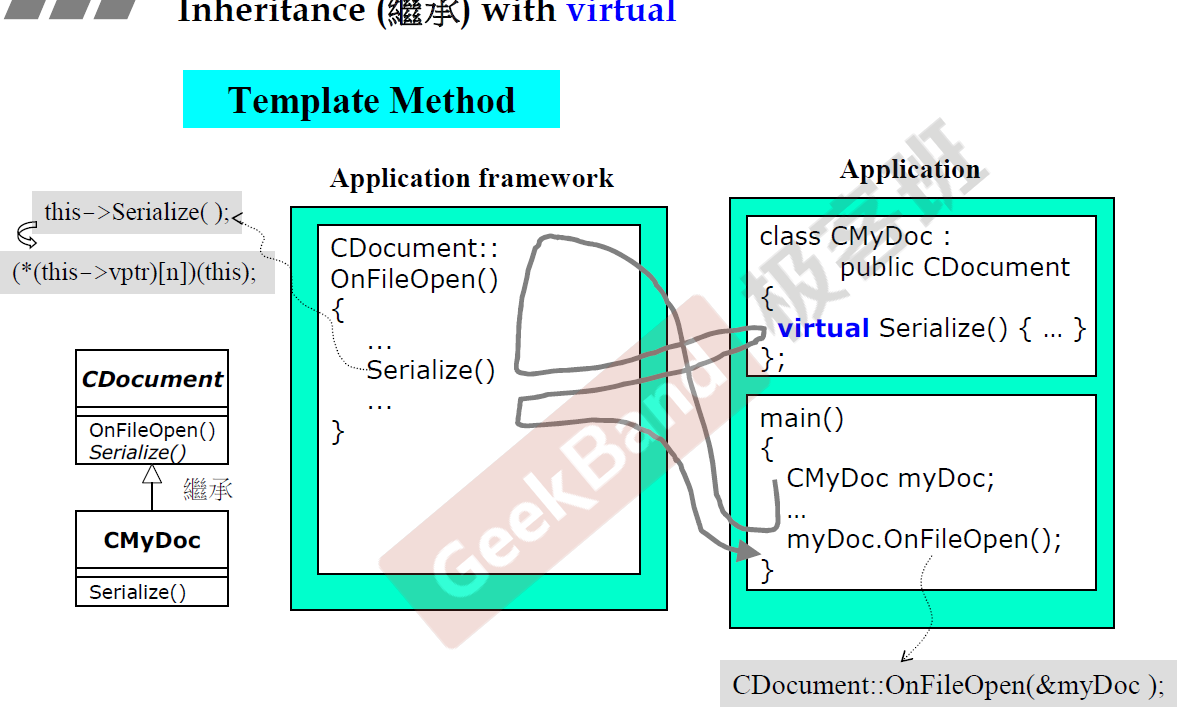 Inheritance (繼承) with virtual
Template Method
Application framework
Application
this->Serialize( );
(*(this->vptr)[n])(this);
CDocument::
OnFileOpen()
{
...
Serialize()
...
}
class CMyDoc :
public CDocument
{
virtual Serialize() { … }
};
main()
{
CMyDoc myDoc;
…
myDoc.OnFileOpen();
}
CDocument
OnFileOpen()
Serialize()
繼承
CMyDoc
Serialize()
CDocument::OnFileOpen(&myDoc );
GeekBand
极客班